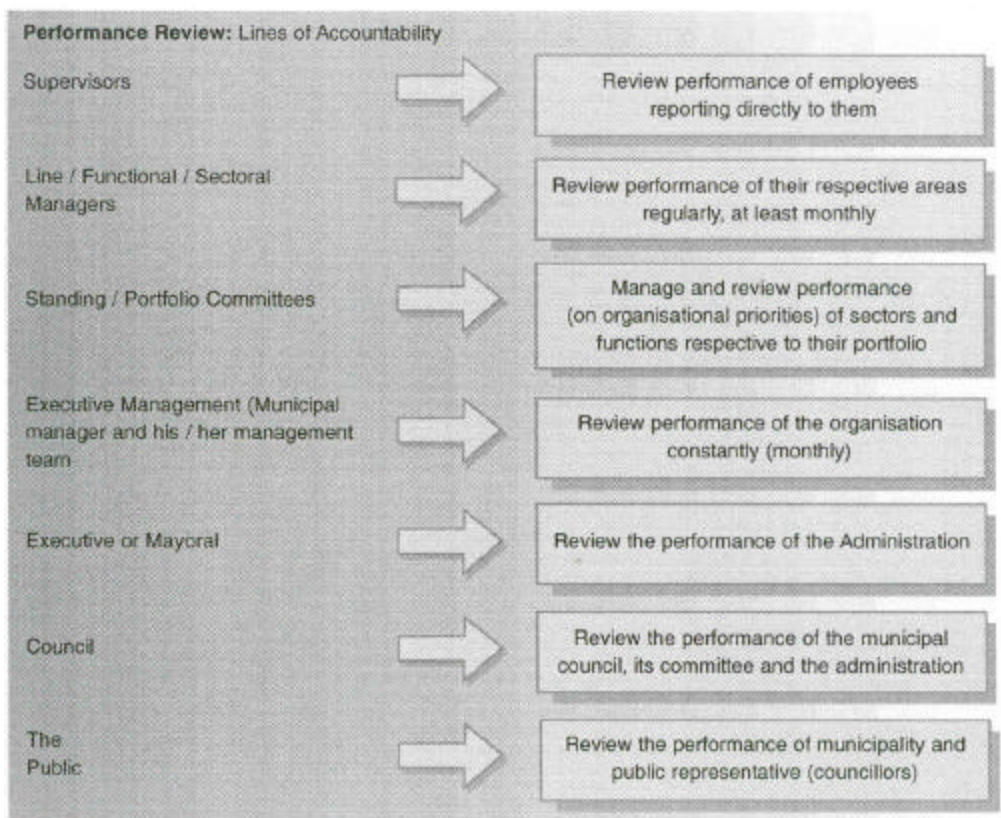 Performance Review: Lines of Accountability
Supervisors
Review performance of employees
reporting directly to them
Line / Functional / Sectoral
Managers
Review performance of their respective areas
regularly, at least monthly
Standing / Portfolio Committees
Manage and review performance
(on organisational priorities) of sectors and
functions respective to their portfolio
Executive Management (Municipal
manager and his / her management
team
Review performance of the organisation
constantly (monthly)
Executive or Mayoral
Review the performance of the Administration
Council
Review the performance of the municipal
council, its committee and the administration
The
Public
Review the performance of municipality and
public representative (councillors)